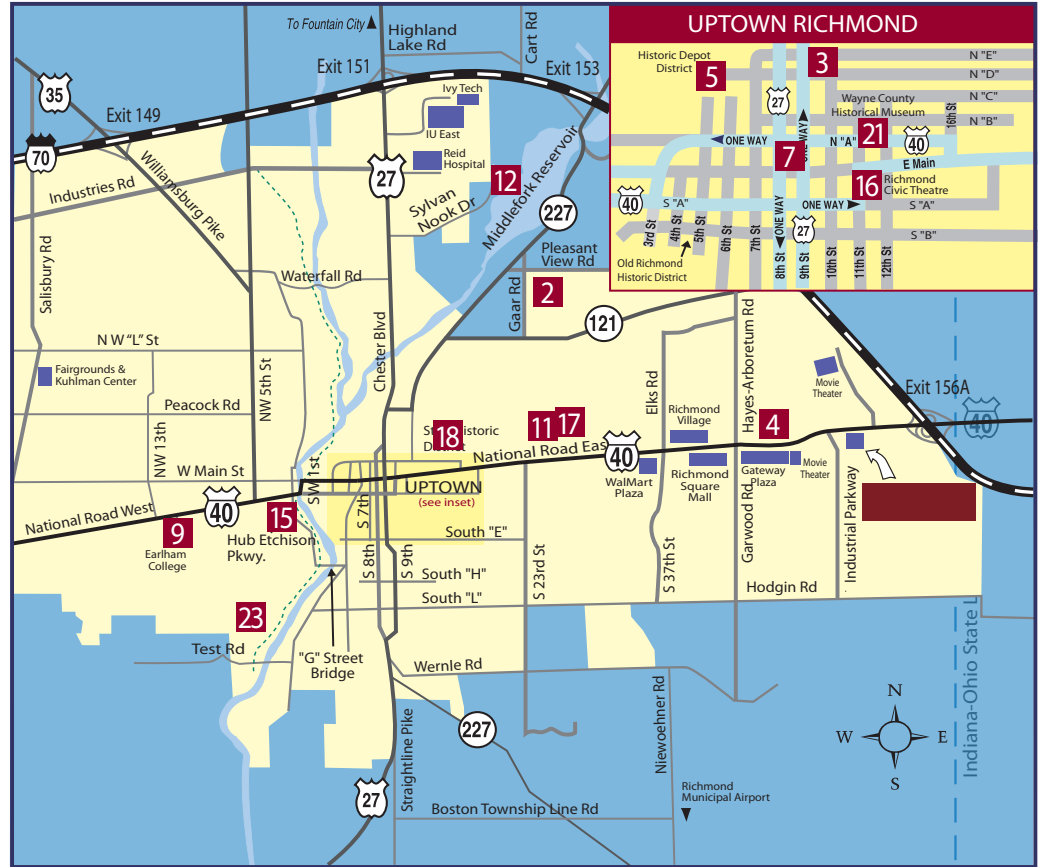 To Fountain City
Highland
Lake Rd
Cart Rd
Exit 151
Exit 153
35
Exit 149
70
Ivy Tech
IU East
Reid
Hospital
27
12
Sylvan
Nook Dr
Middlefork Reservoir
227
Pleasant
View Rd
Industries Rd
Williamsburg Pike
Salisbury Rd
Waterfall Rd
Gaar Rd
2
121
UPTOWN RICHMOND
Historic Depot
District
5
3
N "E"
N "D"
27
N "C"
Wayne County
Historical Museum
16th St
N "B"
21
ONE WAY
ONE WAY
N "A"
40
7
E Main
16
Richmond
Civic Theatre
40
S "A"
ONE WAY
S "A"
ONE WAY
27
S "B"
3rd St
4th St
5th St
6th St
7th St
8th St
9th St
10th St
11th St
12th St
Old Richmond
Historic District
N W "L" St
Chester Blvd
NW 5th St
Fairgrounds &
Kuhlman Center
Peacock Rd
NW 13th
W Main St
SW 1st
Hayes-Arboretum Rd
Elks Rd
Movie
Theater
Exit 156A
40
Richmond
Village
4
11
17
18
National Road East
40
WalMart
Plaza
Richmond
Square
Mall
Gateway
Plaza
Movie
Theater
UPTOWN
(see inset)
S 7th
National Road West
40
9
Earlham
College
15
Hub Etchison
Pkwy.
South "E"
S 8th
S 9th
South "H"
South "L"
S 23rd St
S 37th St
Garwood Rd
Industrial Parkway
Hodgin Rd
23
Test Rd
"G" Street
Bridge
Wernle Rd
227
Straightline Pike
27
Niewoehner Rd
Boston Township Line Rd
Richmond
Municipal Airport
N
W
E
S
Indiana-Ohio State L